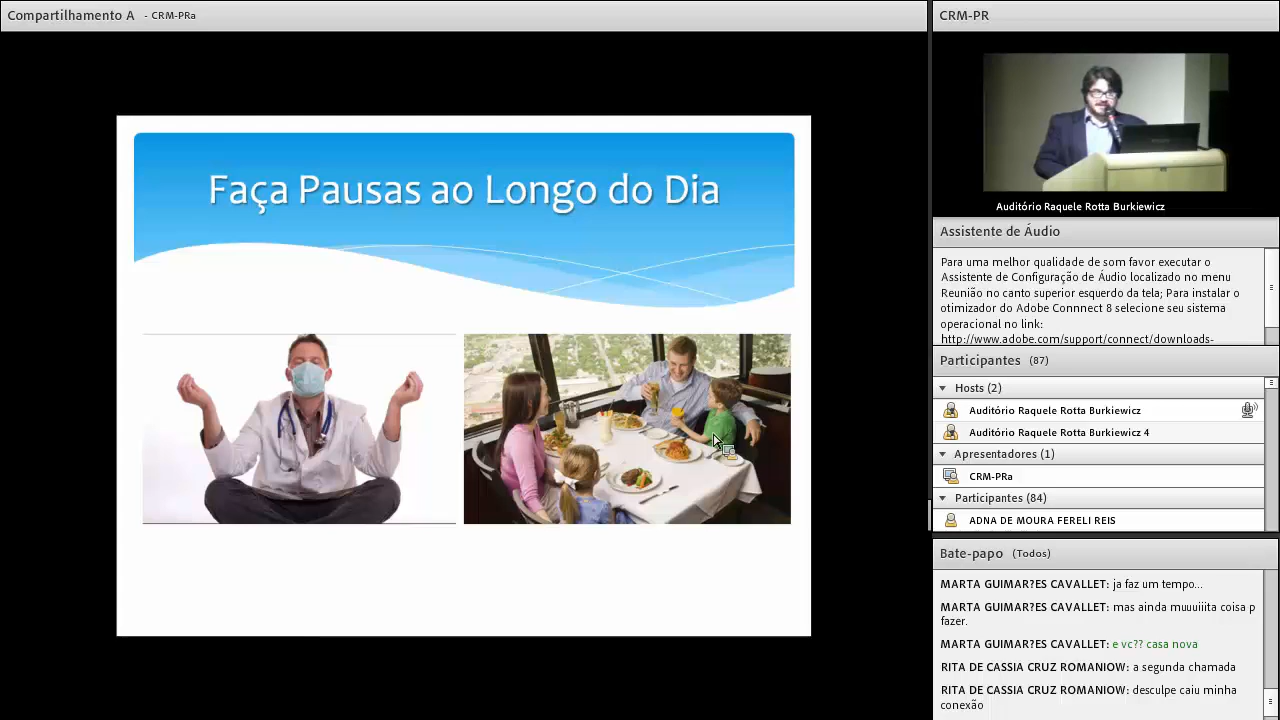 Compartilhamento A - CRM-PRa
Faça Pausas ao Longo do Dia
CRM-PR
Auditório Raquele Rotta Burkiewicz
Assistente de Áudio
Para uma melhor qualidade de som favor executar o
Assistente de Configuração de Áudio localizado no menu
Reunião no canto superior esquerdo da tela; Para instalar o
otimizador do Adobe Connnect 8 selecione seu sistema
operacional no link:
http://www.adobe.com/support/connect/downloads-
Participantes (87)
Hosts (2)
Auditório Raquele Rotta Burkiewicz
Auditório Raquele Rotta Burkiewicz 4
Apresentadores (1)
CRM-PRa
Participantes (84)
ADNA DE MOURA FERELI REIS
Bate-papo (Todos)
MARTA GUIMAR?ES CAVALLET: ja faz um tempo...
MARTA GUIMAR?ES CAVALLET: mas ainda muuuiiita coisa p
fazer.
MARTA GUIMAR?ES CAVALLET: e vc?? casa nova
RITA DE CASSIA CRUZ ROMANIOW: a segunda chamada
RITA DE CASSIA CRUZ ROMANIOW: desculpe caiu minha
conexão